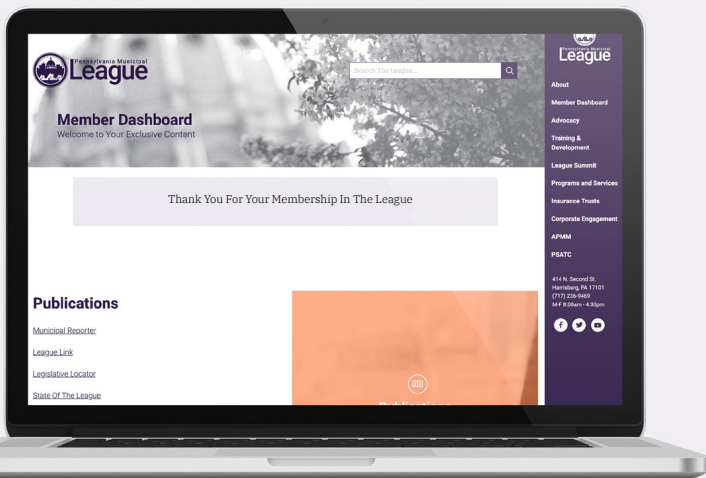 Pennsylvania Municipal
League
Search The League...
Member Dashboard
Welcome to Your Exclusive Content
Thank You For Your Membership In The League
Publications
Municipal Reporter
League Link
Legislative Locator
State Of The League
Publications
Pennsylvania Municipal
League
About
Member Dashboard
Advocacy
Training &
Development
League Summit
Programs and Services
Insurance Trusts
Corporate Engagement
APMM
PSATC
414 N. Second St.
Harrisburg, PA 17101
(717) 236-9469
M-F 8:00am - 4:30pm